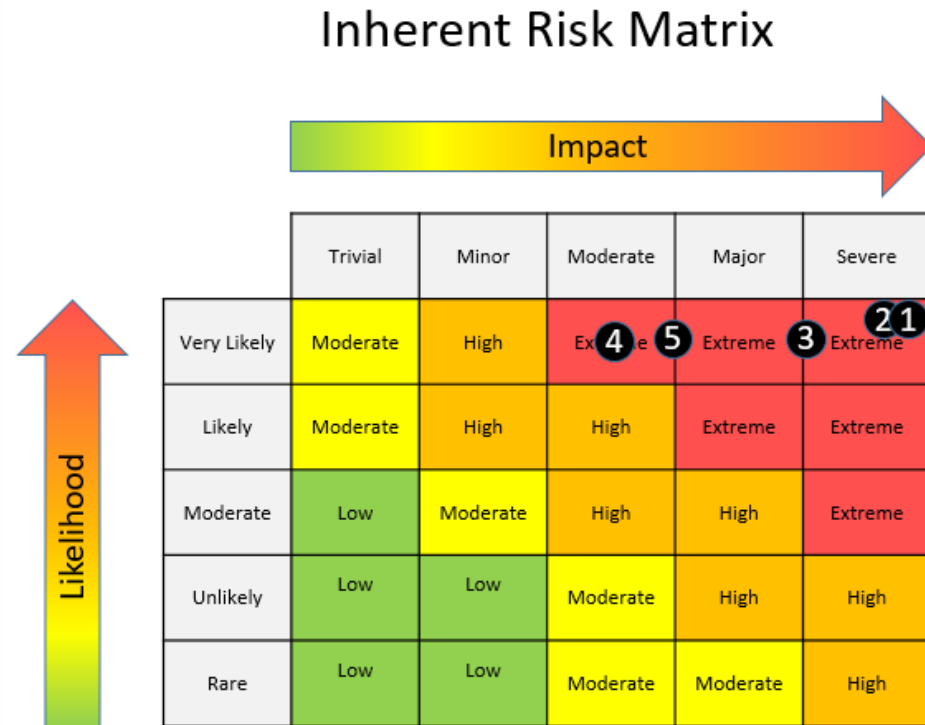 Inherent Risk Matrix
Impact
Trivial Minor Moderate Major Severe
2 1
Very Likely Moderate High Ex 4 e 5 Extreme 3 Extreme
Likely Moderate High High Extreme Extreme
Likelihood
Moderate Low Moderate High High Extreme
Unlikely Low Low Moderate High High
Rare Low Low Moderate Moderate High